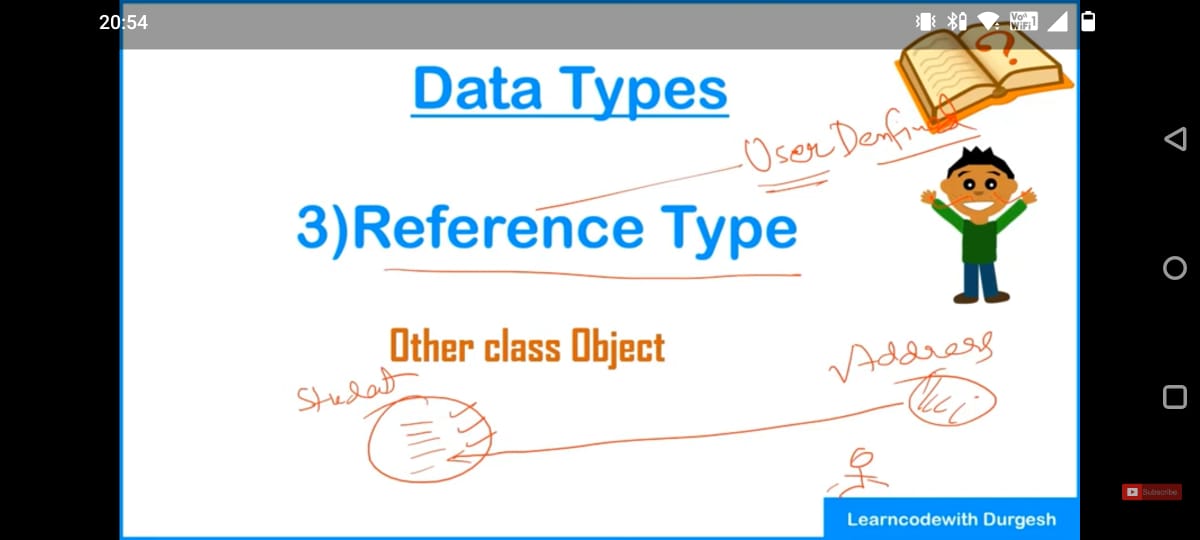 20:54
Vo))
WiFi 1
Data Types
User Denfined
3)Reference Type
Other class Object
Address
Student
Subscribe
Learncodewith Durgesh